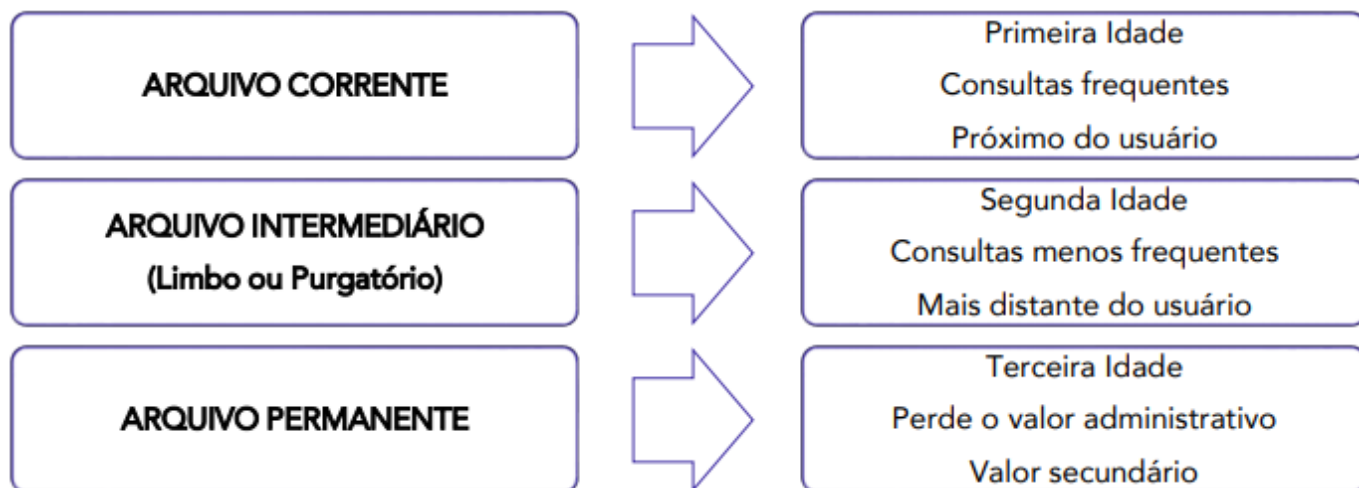 ARQUIVO CORRENTE
Primeira Idade
Consultas frequentes
Próximo do usuário
ARQUIVO INTERMEDIÁRIO
(Limbo ou Purgatório)
Segunda Idade
Consultas menos frequentes
Mais distante do usuário
ARQUIVO PERMANENTE
Terceira Idade
Perde o valor administrativo
Valor secundário